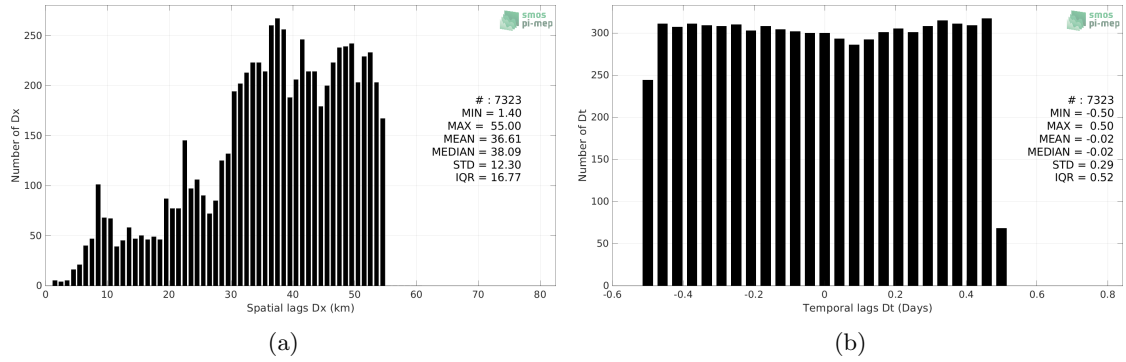 smos
pi-mep
250
200
150
100
50
0
Number of Dx
# : 7323
MIN = 1.40
MAX = 55.00
MEAN = 36.61
MEDIAN = 38.09
STD = 12.30
IQR = 16.77
0 10 20 30 40 50 60 70 80
Spatial lags Dx (km)
(a)
smos
pi-mep
300
250
200
150
100
50
0
Number of Dt
# : 7323
MIN = -0.50
MAX = 0.50
MEAN = -0.02
MEDIAN = -0.02
STD = 0.29
IQR = 0.52
-0.6 -0.4 -0.2 0 0.2 0.4 0.6 0.8
Temporal lags Dt (Days)
(b)